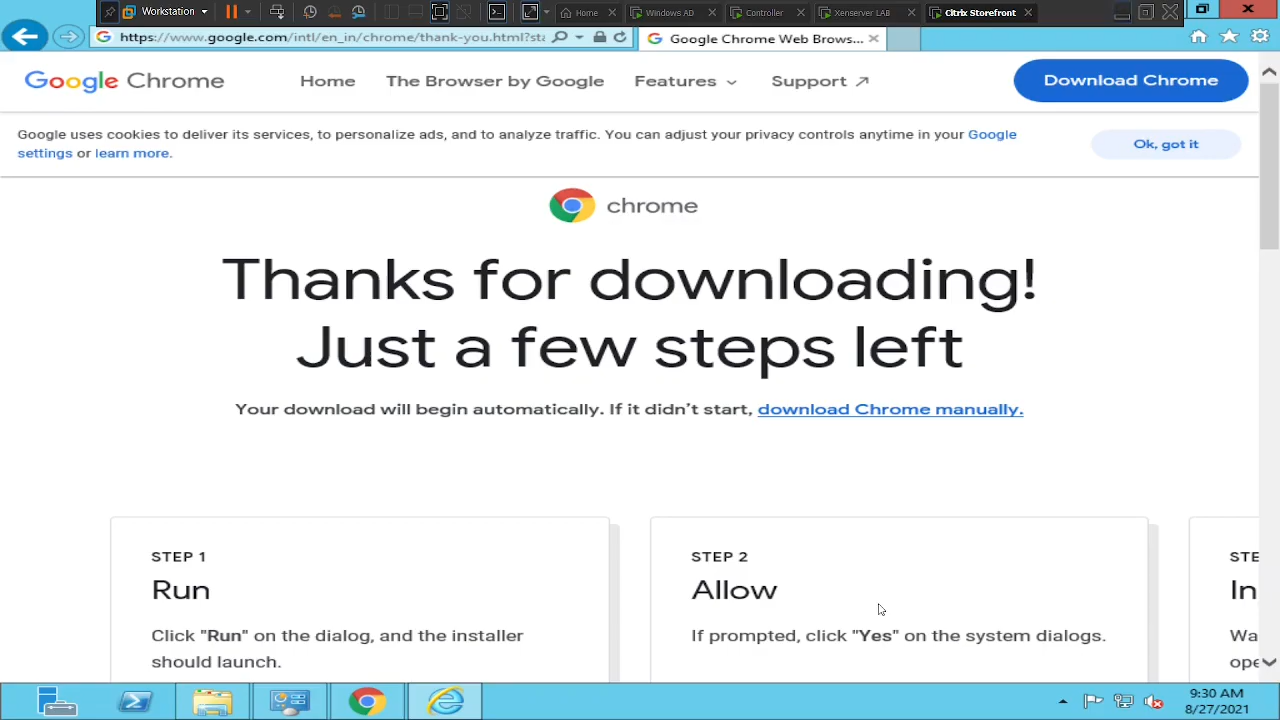 Workstation
Home
Windows AD
Controller
Xenserver LAB
Citrix Storefront
https://www.google.com/intl/en_in/chrome/thank-you.html?sta
Google Chrome Web Brows...
Google Chrome
Home
The Browser by Google
Features
Support
Download Chrome
Google uses cookies to deliver its services, to personalize ads, and to analyze traffic. You can adjust your privacy controls anytime in your Google
settings or learn more.
Ok, got it
chrome
Thanks for downloading!
Just a few steps left
Your download will begin automatically. If it didn't start, download Chrome manually.
STEP 1
Run
Click "Run" on the dialog, and the installer
should launch.
STEP 2
Allow
If prompted, click "Yes" on the system dialogs.
STE
In
Wa
ope
9:30 AM
8/27/2021